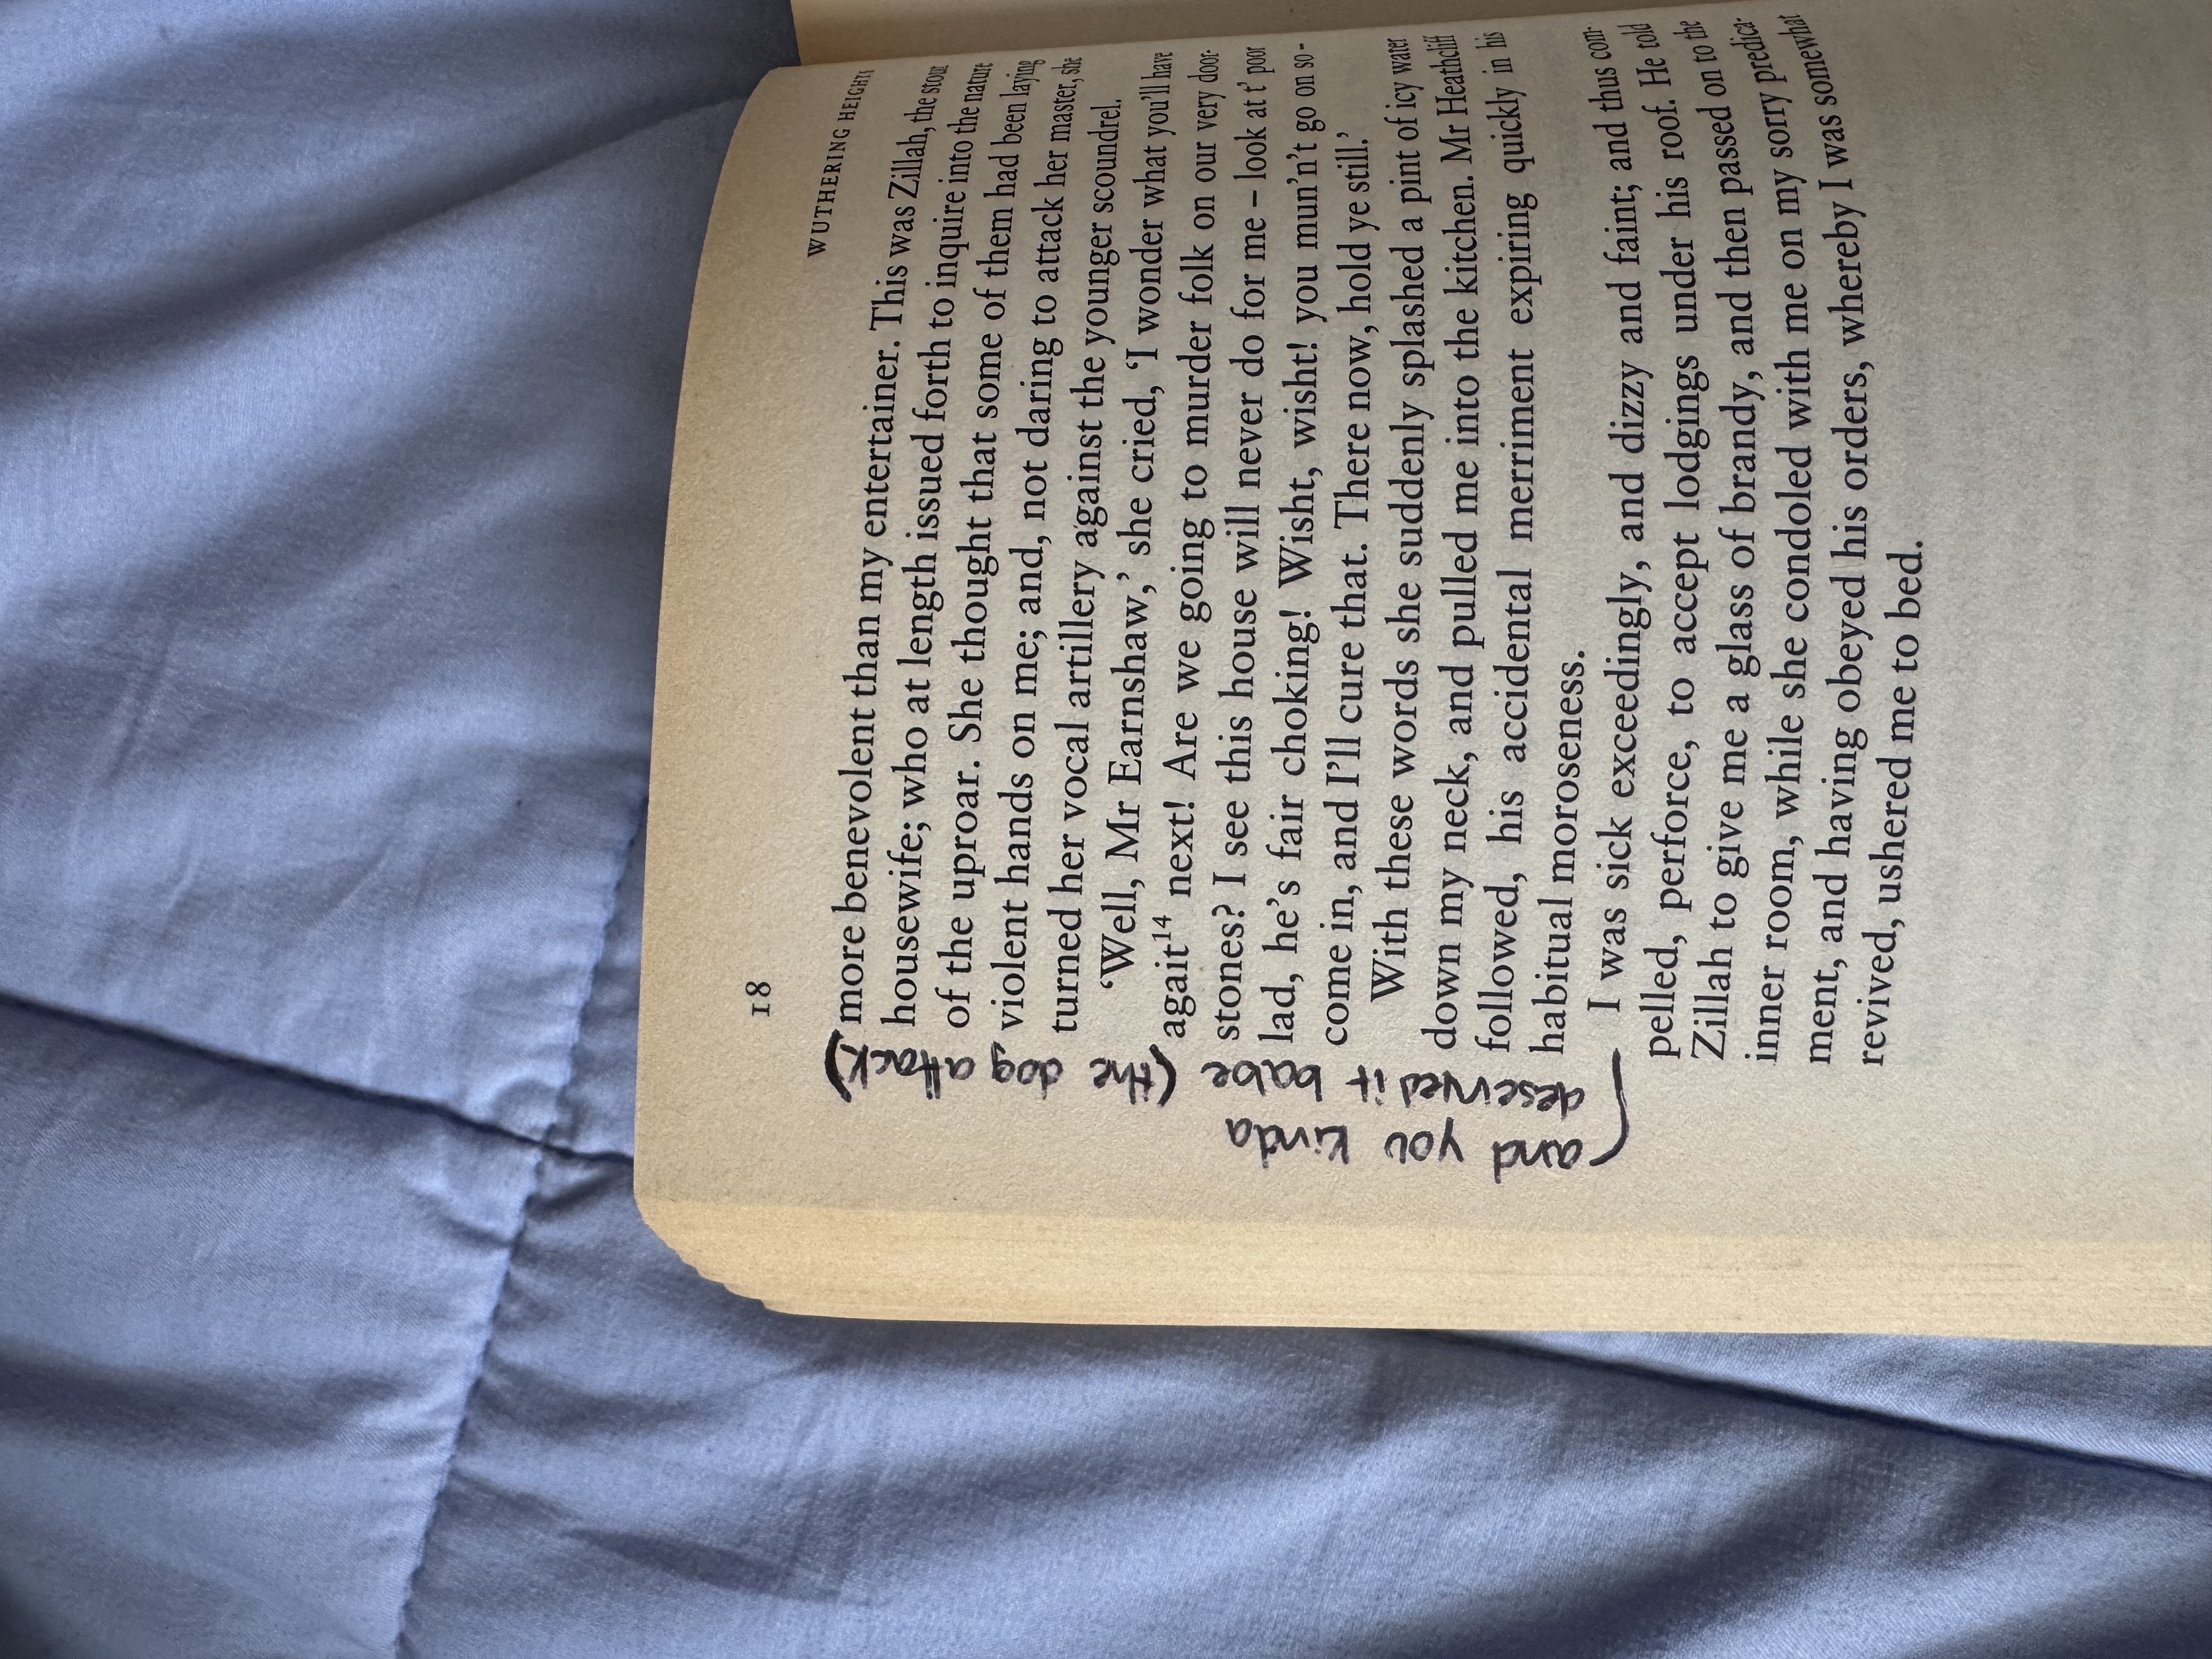 18
WUTHERING HEIGHTS
more benevolent than my entertainer. This was Zillah, the stout
housewife; who at length issued forth to inquire into the nature
of the uproar. She thought that some of them had been laying
violent hands on me; and, not daring to attack her master, she
turned her vocal artillery against the younger scoundrel.
‘Well, Mr Earnshaw,’ she cried, ‘I wonder what you’ll have
agait¹⁴ next! Are we going to murder folk on our very door-
stones? I see this house will never do for me – look at t’ poor
lad, he’s fair choking! Wisht, wisht! you mun’n’t go on so –
come in, and I’ll cure that. There now, hold ye still.’
With these words she suddenly splashed a pint of icy water
down my neck, and pulled me into the kitchen. Mr Heathcliff
followed, his accidental merriment expiring quickly in his
habitual moroseness.
I was sick exceedingly, and dizzy and faint; and thus com-
pelled, perforce, to accept lodgings under his roof. He told
Zillah to give me a glass of brandy, and then passed on to the
inner room, while she condoled with me on my sorry predica-
ment, and having obeyed his orders, whereby I was somewhat
revived, ushered me to bed.
and you kinda
deserved it babe (the dog attack)